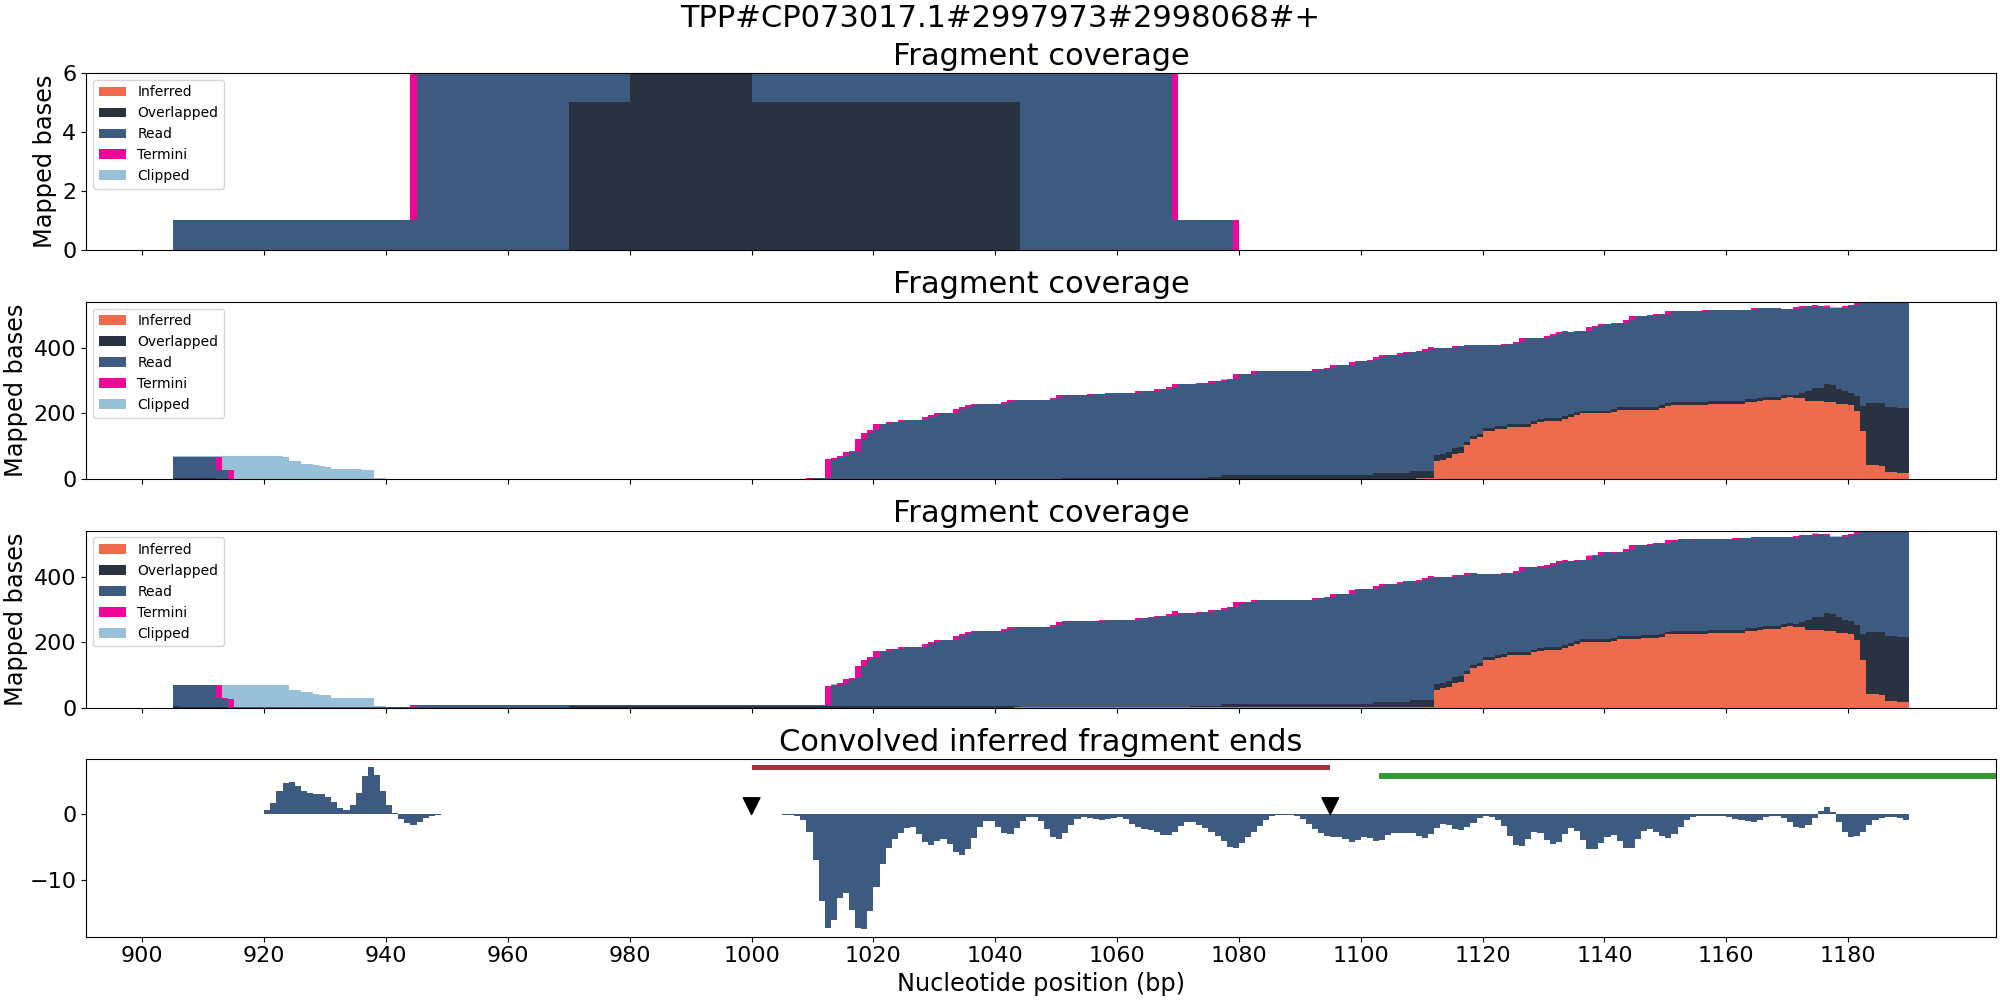 TPP#CP073017.1#2997973#2998068#+
Fragment coverage
Mapped bases
6
4
2
0
Inferred
Overlapped
Read
Termini
Clipped
Fragment coverage
Mapped bases
400
200
0
Inferred
Overlapped
Read
Termini
Clipped
Fragment coverage
Mapped bases
400
200
0
Inferred
Overlapped
Read
Termini
Clipped
Convolved inferred fragment ends
0
−10
900 920 940 960 980 1000 1020 1040 1060 1080 1100 1120 1140 1160 1180
Nucleotide position (bp)